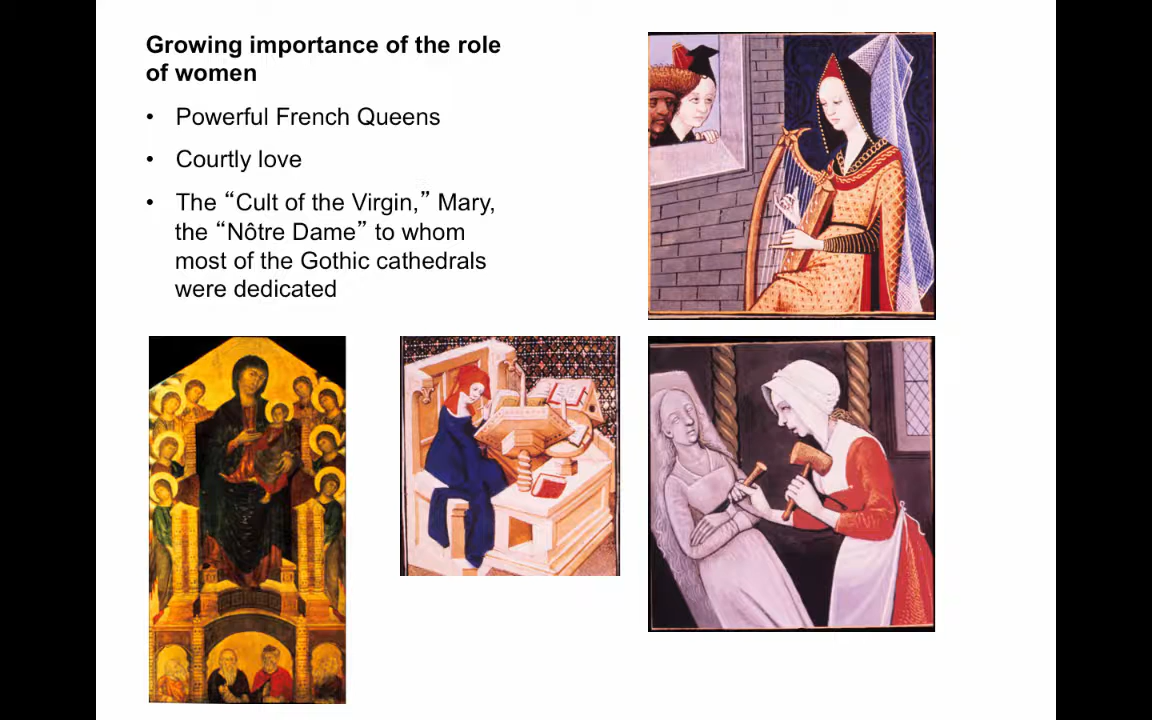 Growing importance of the role
of women
• Powerful French Queens
• Courtly love
• The “Cult of the Virgin,” Mary,
the “Nôtre Dame” to whom
most of the Gothic cathedrals
were dedicated